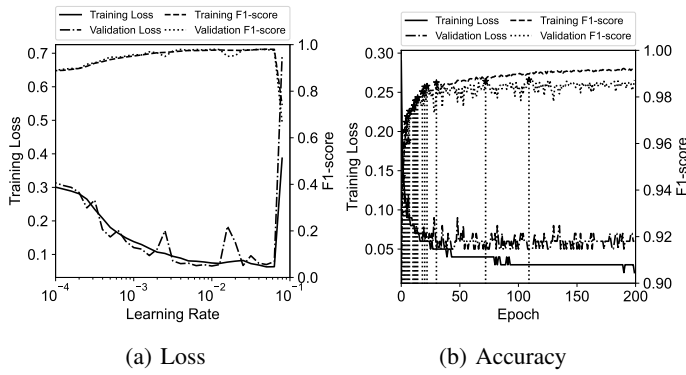 Training Loss
Training F1-score
Validation Loss
Validation F1-score
0.7
0.6
0.5
0.4
0.3
0.2
0.1
Training Loss
1.0
0.8
0.6
0.4
0.2
0.0
F1-score
10⁻⁴
10⁻³
10⁻²
10⁻¹
Learning Rate
(a) Loss
Training Loss
Training F1-score
Validation Loss
Validation F1-score
0.30
0.25
0.20
0.15
0.10
0.05
Training Loss
1.00
0.98
0.96
0.94
0.92
0.90
F1-score
0
50
100
150
200
Epoch
(b) Accuracy